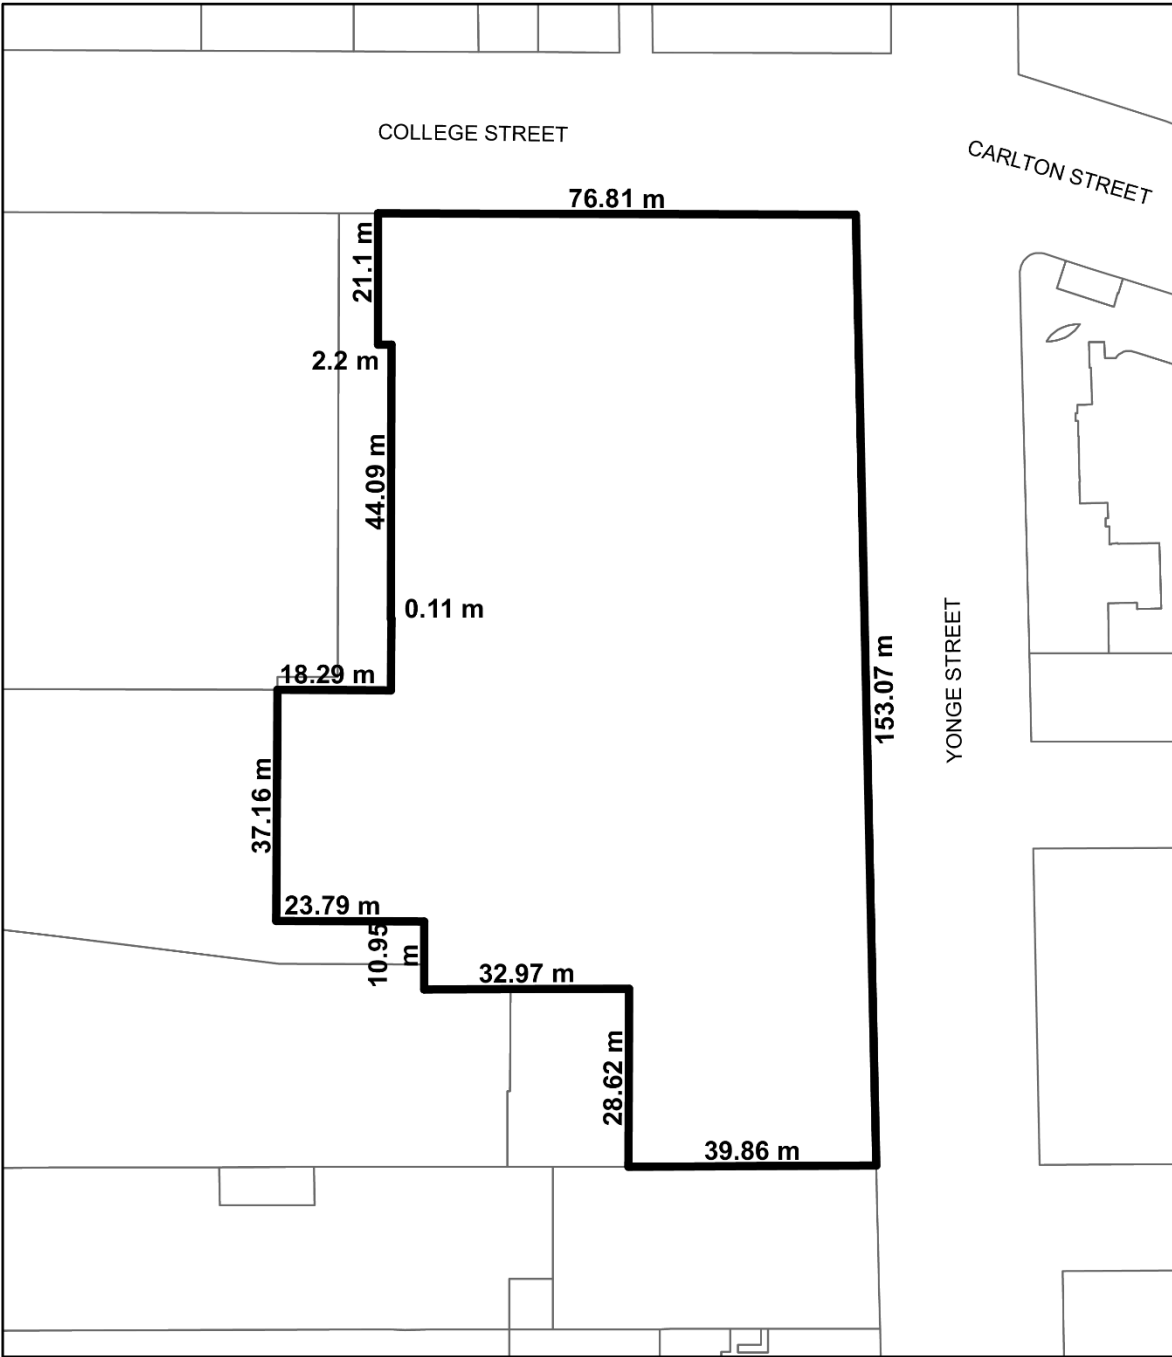 COLLEGE STREET
CARLTON STREET
76.81 m
21.1 m
2.2 m
44.09 m
0.11 m
YONGE STREET
153.07 m
18.29 m
37.16 m
23.79 m
10.95
m
32.97 m
28.62 m
39.86 m